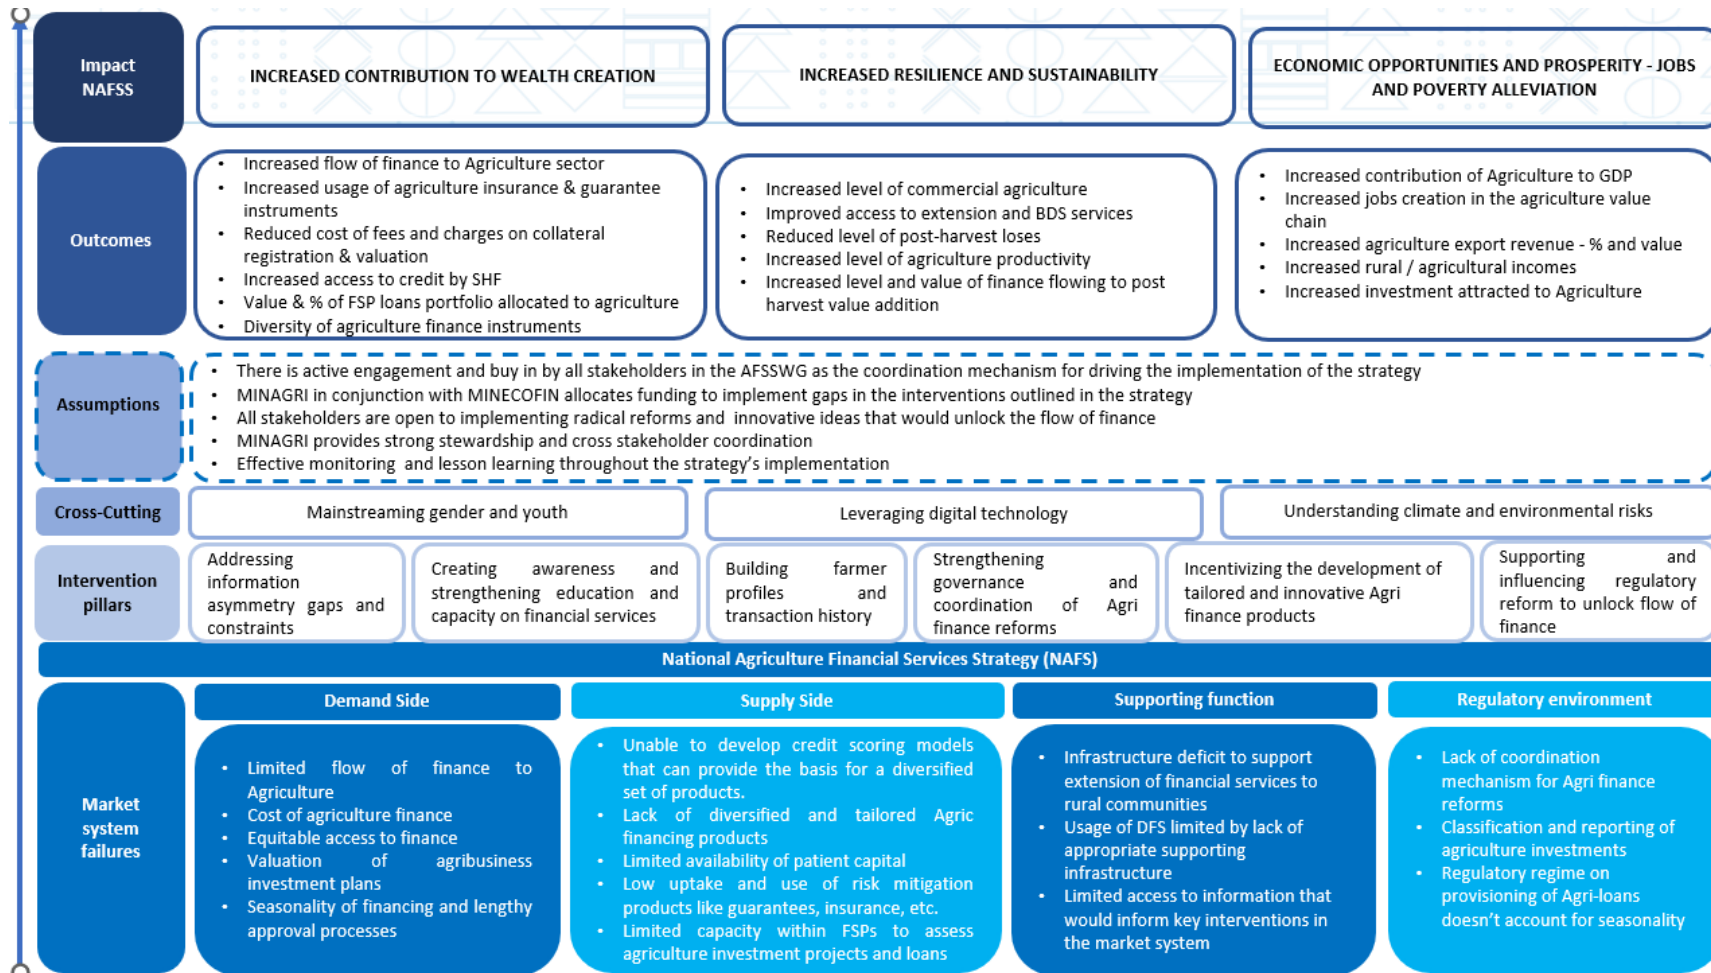 Impact
NAFSS
INCREASED CONTRIBUTION TO WEALTH CREATION
INCREASED RESILIENCE AND SUSTAINABILITY
ECONOMIC OPPORTUNITIES AND PROSPERITY - JOBS
AND POVERTY ALLEVIATION
Outcomes
• Increased flow of finance to Agriculture sector
• Increased usage of agriculture insurance & guarantee
instruments
• Reduced cost of fees and charges on collateral
registration & valuation
• Increased access to credit by SHF
• Value & % of FSP loans portfolio allocated to agriculture
• Diversity of agriculture finance instruments
• Increased level of commercial agriculture
• Improved access to extension and BDS services
• Reduced level of post-harvest loses
• Increased level of agriculture productivity
• Increased level and value of finance flowing to post
harvest value addition
• Increased contribution of Agriculture to GDP
• Increased jobs creation in the agriculture value
chain
• Increased agriculture export revenue - % and value
• Increased rural / agricultural incomes
• Increased investment attracted to Agriculture
Assumptions
• There is active engagement and buy in by all stakeholders in the AFSSWG as the coordination mechanism for driving the implementation of the strategy
• MINAGRI in conjunction with MINECOFIN allocates funding to implement gaps in the interventions outlined in the strategy
• All stakeholders are open to implementing radical reforms and innovative ideas that would unlock the flow of finance
• MINAGRI provides strong stewardship and cross stakeholder coordination
• Effective monitoring and lesson learning throughout the strategy's implementation
Cross-Cutting
Mainstreaming gender and youth
Leveraging digital technology
Understanding climate and environmental risks
Intervention
pillars
Addressing
information
asymmetry gaps and
constraints
Creating awareness and
strengthening education and
capacity on financial services
Building farmer
profiles and
transaction history
Strengthening
governance and
coordination of Agri
finance reforms
Incentivizing the development of
tailored and innovative Agri
finance products
Supporting and
influencing regulatory
reform to unlock flow of
finance
National Agriculture Financial Services Strategy (NAFS)
Market
system
failures
Demand Side
• Limited flow of finance to
Agriculture
• Cost of agriculture finance
• Equitable access to finance
• Valuation of agribusiness
investment plans
• Seasonality of financing and lengthy
approval processes
Supply Side
• Unable to develop credit scoring models
that can provide the basis for a diversified
set of products.
• Lack of diversified and tailored Agric
financing products
• Limited availability of patient capital
• Low uptake and use of risk mitigation
products like guarantees, insurance, etc.
• Limited capacity within FSPs to assess
agriculture investment projects and loans
Supporting function
• Infrastructure deficit to support
extension of financial services to
rural communities
• Usage of DFS limited by lack of
appropriate supporting
infrastructure
• Limited access to information that
would inform key interventions in
the market system
Regulatory environment
• Lack of coordination
mechanism for Agri finance
reforms
• Classification and reporting of
agriculture investments
• Regulatory regime on
provisioning of Agri-loans
doesn't account for seasonality